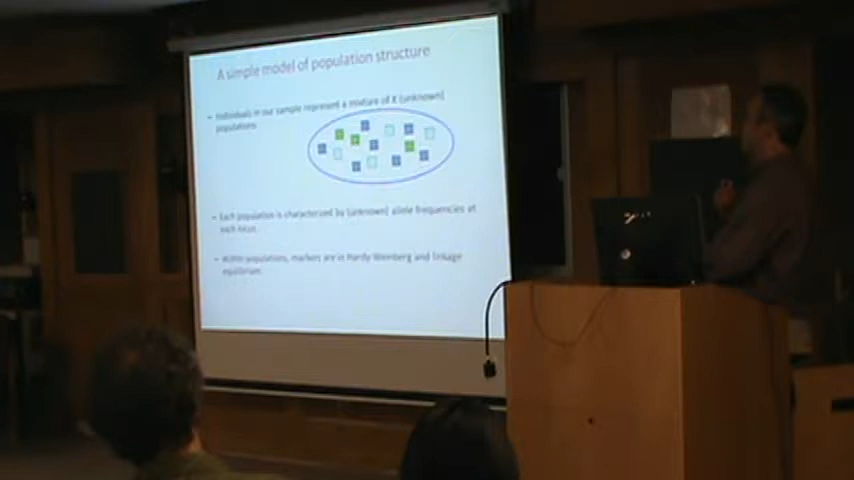 A simple model of population structure
- Individuals in our sample represent a mixture of K (unknown)
populations.
- Each population is characterized by (unknown) allele frequencies at
each locus.
- Within populations, markers are in Hardy Weinberg and linkage
equilibrium